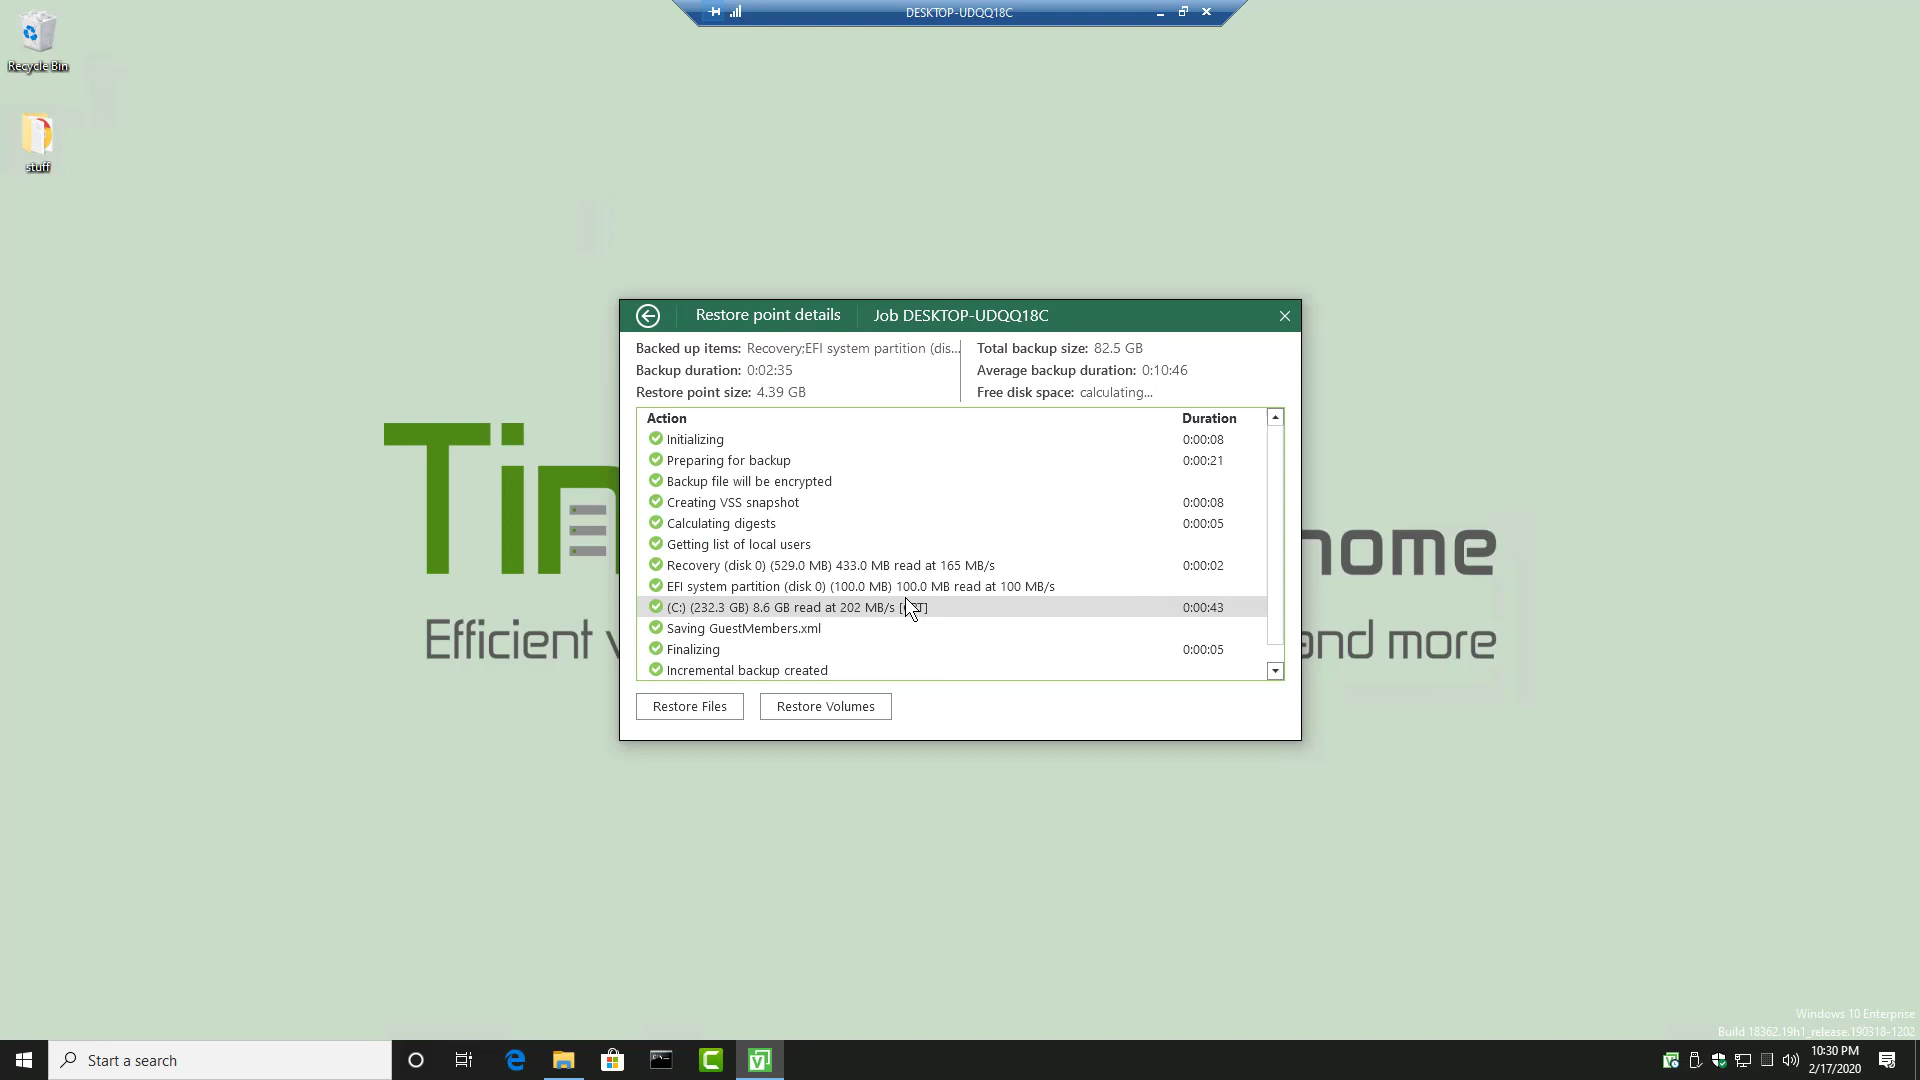 DESKTOP-UDQQ18C
Recycle Bin
stuff
Restore point details
Job DESKTOP-UDQQ18C
Backed up items: Recovery;EFI system partition (dis...
Total backup size: 82.5 GB
Backup duration: 0:02:35
Average backup duration: 0:10:46
Restore point size: 4.39 GB
Free disk space: calculating...
Action Duration
Initializing 0:00:08
Preparing for backup 0:00:21
Backup file will be encrypted
Creating VSS snapshot 0:00:08
Calculating digests 0:00:05
Getting list of local users
Recovery (disk 0) (529.0 MB) 433.0 MB read at 165 MB/s 0:00:02
EFI system partition (disk 0) (100.0 MB) 100.0 MB read at 100 MB/s
(C:) (232.3 GB) 8.6 GB read at 202 MB/s 0:00:43
Saving GuestMembers.xml
Finalizing 0:00:05
Incremental backup created
Restore Files
Restore Volumes
Tin
home
Efficient
and more
Windows 10 Enterprise
Build 18362.19h1_release.190318-1202
Start a search
10:30 PM
2/17/2020